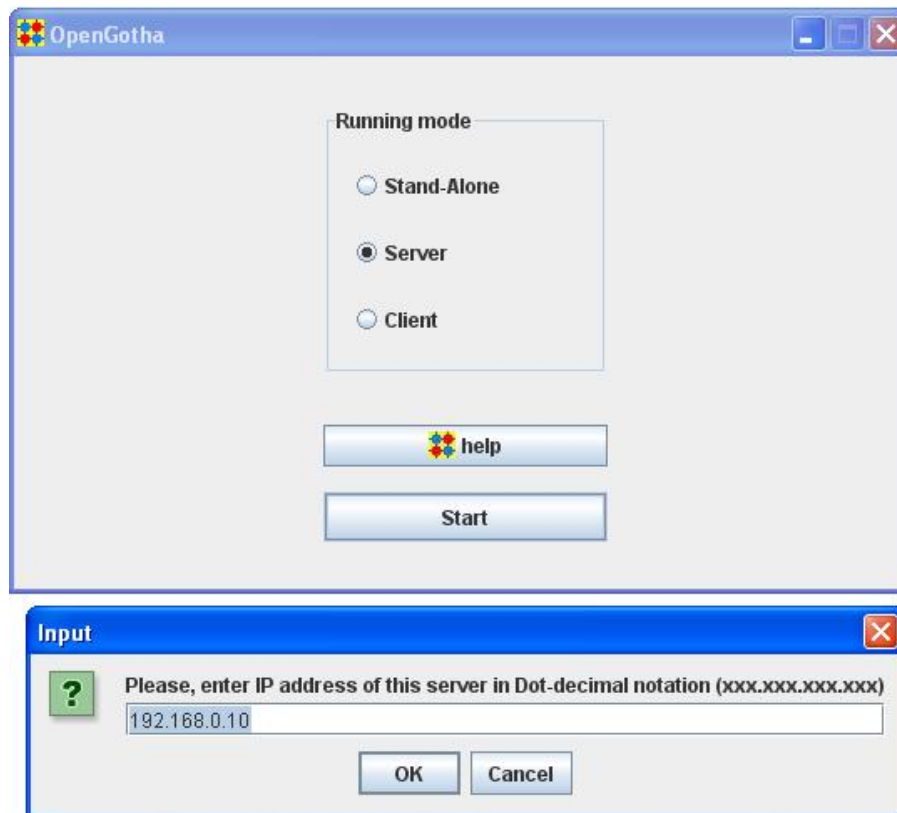 OpenGotha
Running mode
Stand-Alone
Server
Client
help
Start
Input
?
Please, enter IP address of this server in Dot-decimal notation (xxx.xxx.xxx.xxx)
192.168.0.10
OK
Cancel